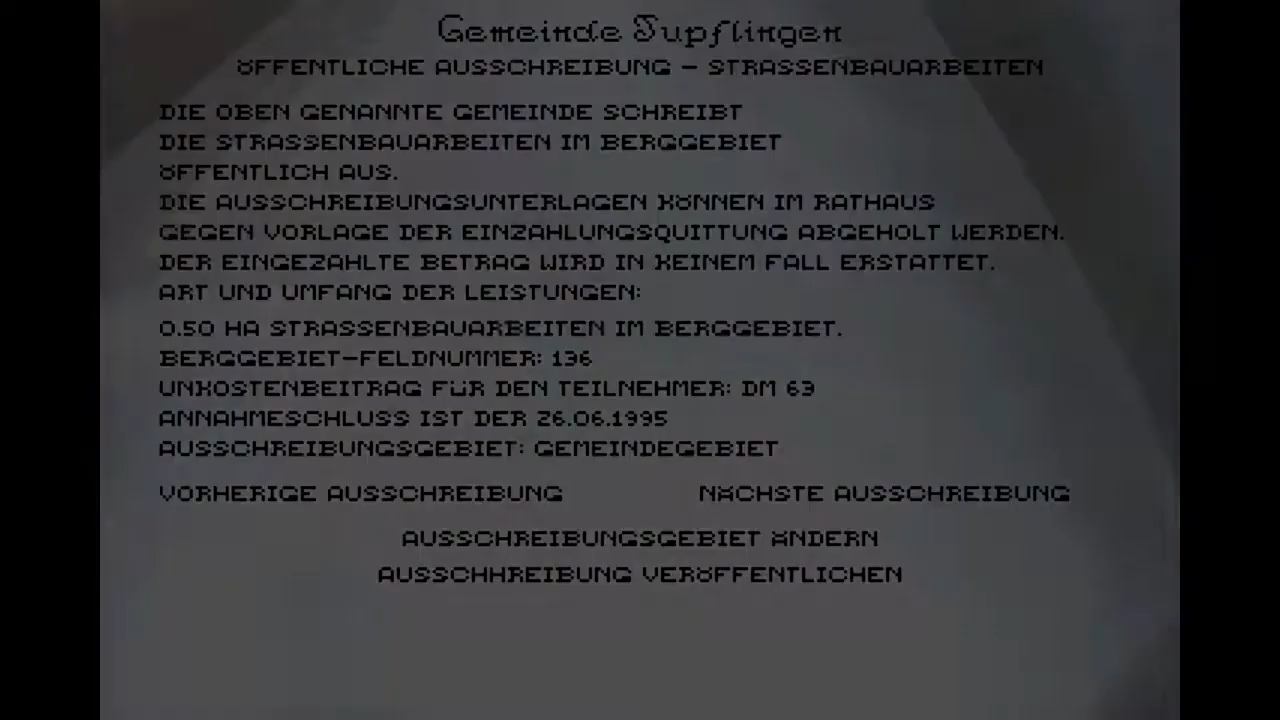 Gemeinde Tupflingen
ÖFFENTLICHE AUSSCHREIBUNG - STRASSENBAUARBEITEN
DIE OBEN GENANNTE GEMEINDE SCHREIBT
DIE STRASSENBAUARBEITEN IM BERGGEBIET
ÖFFENTLICH AUS.
DIE AUSSCHREIBUNGSUNTERLAGEN KÖNNEN IM RATHAUS
GEGEN VORLAGE DER EINZAHLUNGSQUITTUNG ABGEHOLT WERDEN.
DER EINGEZAHLTE BETRAG WIRD IN KEINEM FALL ERSTATTET.
ART UND UMFANG DER LEISTUNGEN:
0.50 HA STRASSENBAUARBEITEN IM BERGGEBIET.
BERGGEBIET-FELDNUMMER: 136
UNKOSTENBEITRAG FÜR DEN TEILNEHMER: DM 63
ANNAHMESCHLUSS IST DER 26.06.1995
AUSSCHREIBUNGSGEBIET: GEMEINDEGEBIET
VORHERIGE AUSSCHREIBUNG NÄCHSTE AUSSCHREIBUNG
AUSSCHREIBUNGSGEBIET ÄNDERN
AUSSCHHREIBUNG VERÖFFENTLICHEN